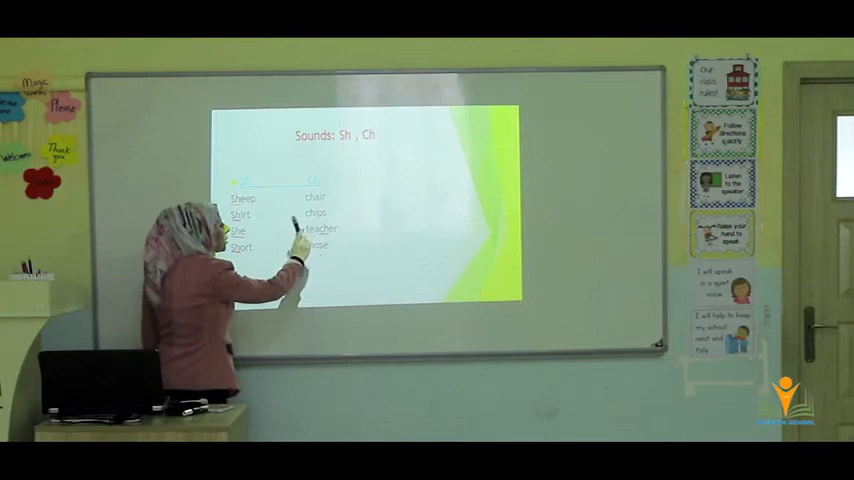 Magic
Please
Welcome
Thank
you
Sounds: Sh , Ch
Sh Ch
Sheep chair
Shirt chips
She teacher
Short
Our
class
rules!
Follow
directions
quickly
Listen
to the
speaker
Raise your
hand to
speak
I will speak
in a quiet
voice
I will help to keep
my school
neat and
tidy